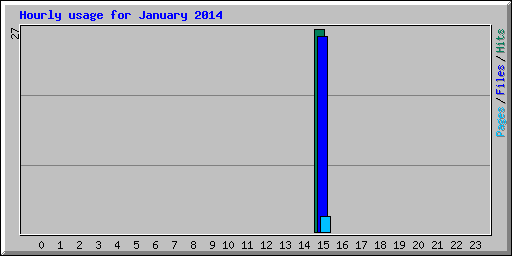 Hourly usage for January 2014
27
Pages/Files/Hits
0 1 2 3 4 5 6 7 8 9 10 11 12 13 14 15 16 17 18 19 20 21 22 23